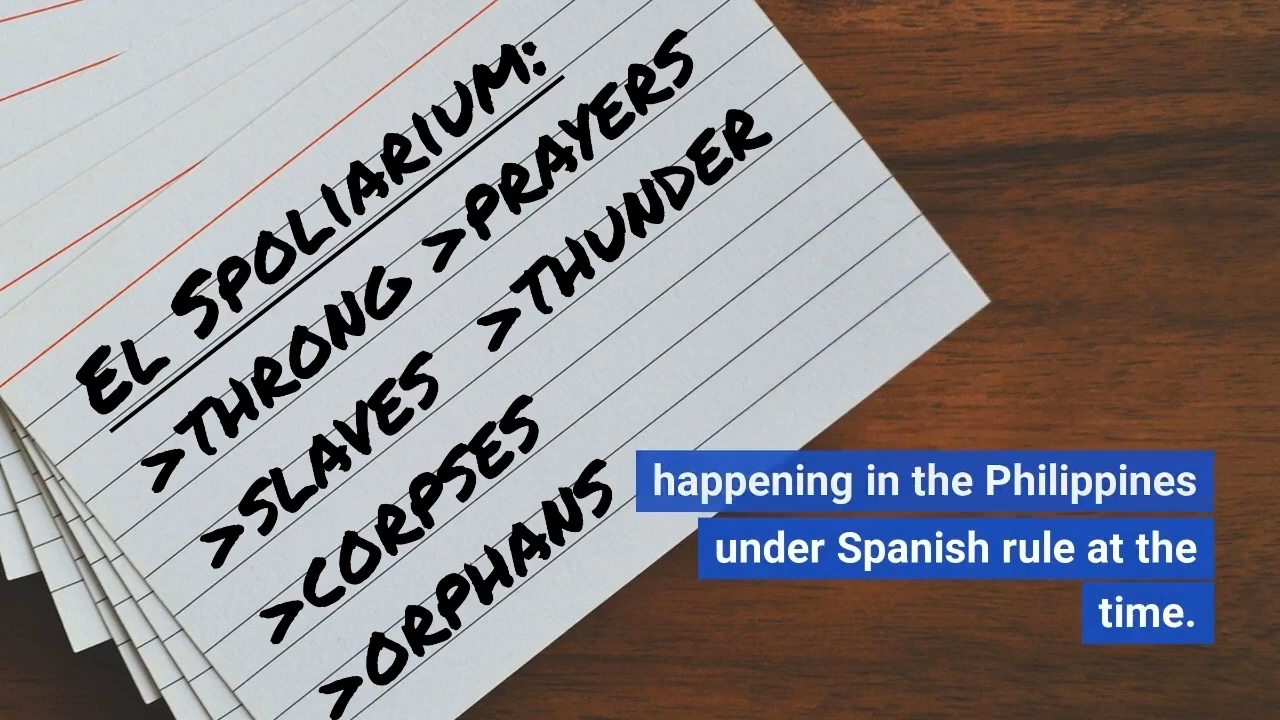 EL SPOLIARIUM:
>THRONG >PRAYERS
>SLAVES >THUNDER
>CORPSES
>ORPHANS
happening in the Philippines
under Spanish rule at the
time.